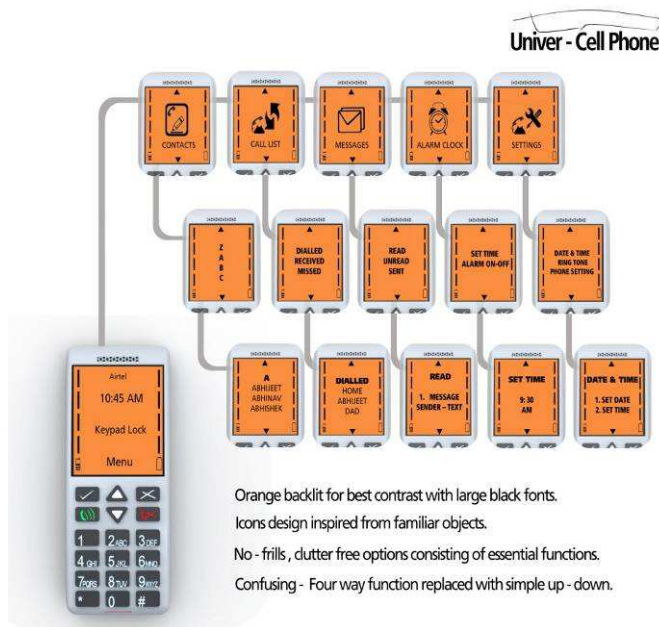 Univer - Cell Phone
CONTACTS
CALL LIST
MESSAGES
ALARM CLOCK
SETTINGS
Z
A
B
C
DIALLED
RECEIVED
MISSED
READ
UNREAD
SENT
SET TIME
ALARM ON-OFF
DATE & TIME
RING TONE
PHONE SETTING
A
ABHIJEET
ABHINAV
ABHISHEK
DIALLED
HOME
ABHIJEET
DAD
READ
1. MESSAGE
SENDER – TEXT
SET TIME
9:30
AM
DATE & TIME
1. SET DATE
2. SET TIME
Airtel
10:45 AM
Keypad Lock
Menu
1 2ABC 3DEF
4GHI 5JKL 6MNO
7PQRS 8TUV 9WXYZ
* 0 #
Orange backlit for best contrast with large black fonts.
Icons design inspired from familiar objects.
No - frills , clutter free options consisting of essential functions.
Confusing - Four way function replaced with simple up - down.